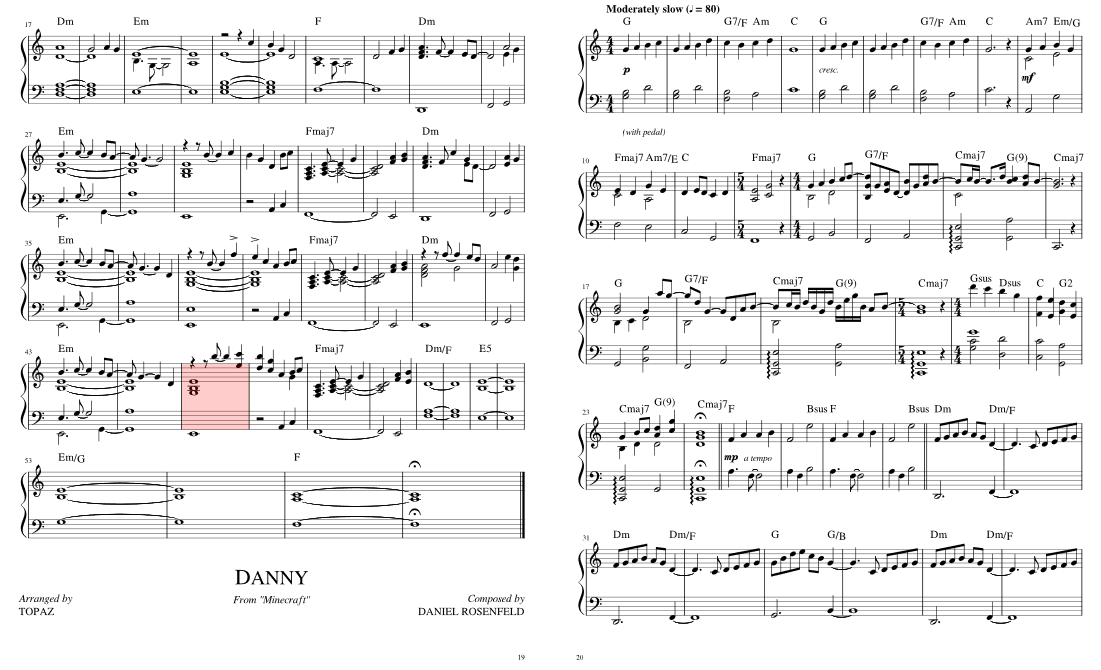 17 Dm Em F Dm
27 Em Fmaj7 Dm
35 Em Fmaj7 Dm
43 Em Fmaj7 Dm/F E5
53 Em/G F
DANNY
Arranged by From "Minecraft" Composed by
TOPAZ DANIEL ROSENFELD
19
Moderately slow (♩ = 80)
G G7/F Am C G G7/F Am C Am7 Em/G
p cresc. mf
(with pedal)
10 Fmaj7 Am7/E C Fmaj7 G G7/F Cmaj7 G(9) Cmaj7
17 G G7/F Cmaj7 G(9) Cmaj7 Gsus Dsus C G2
23 Cmaj7 G(9) Cmaj7 F Bsus F Bsus Dm Dm/F
mp a tempo
31 Dm Dm/F G G/B Dm Dm/F
20